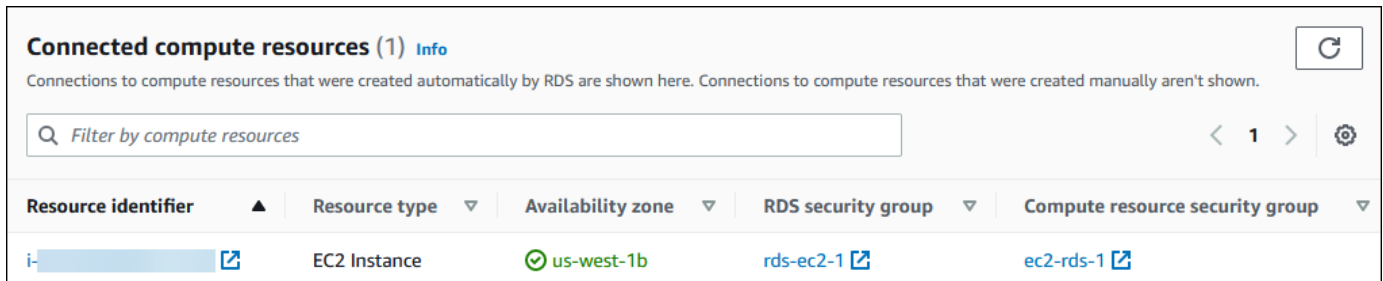 Connected compute resources (1) Info
Connections to compute resources that were created automatically by RDS are shown here. Connections to compute resources that were created manually aren't shown.
Filter by compute resources
1
Resource identifier Resource type Availability zone RDS security group Compute resource security group
i- EC2 Instance us-west-1b rds-ec2-1 ec2-rds-1